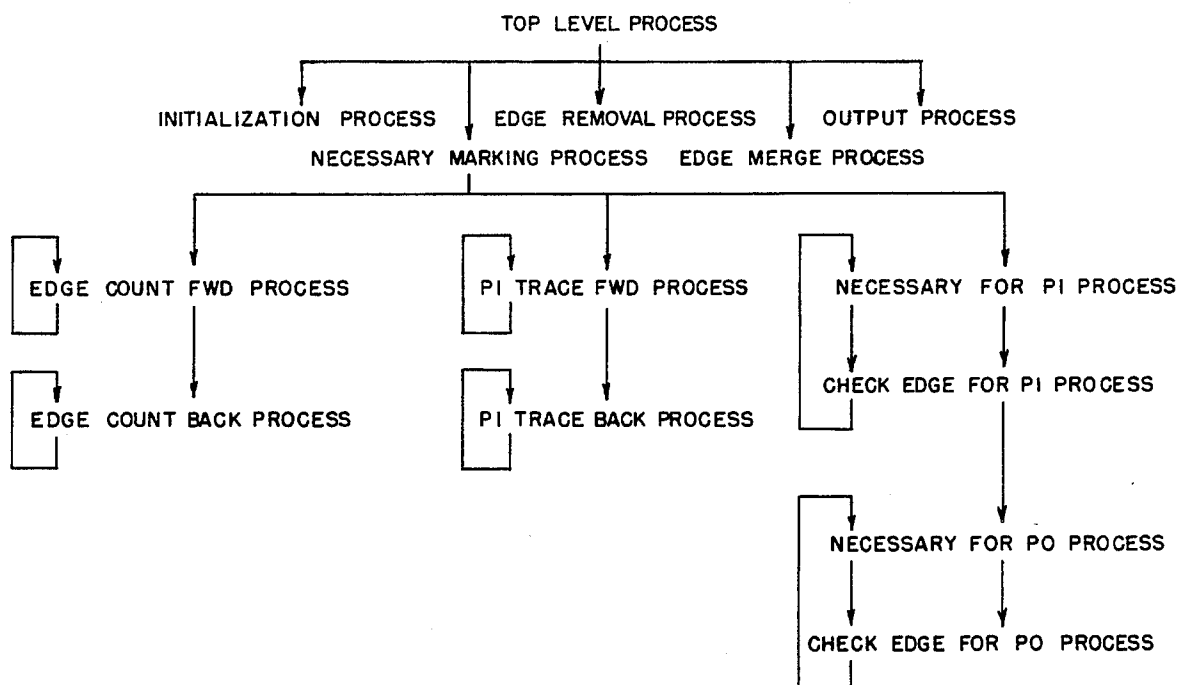 TOP LEVEL PROCESS
INITIALIZATION PROCESS
EDGE REMOVAL PROCESS
OUTPUT PROCESS
NECESSARY MARKING PROCESS
EDGE MERGE PROCESS
EDGE COUNT FWD PROCESS
PI TRACE FWD PROCESS
NECESSARY FOR PI PROCESS
CHECK EDGE FOR PI PROCESS
EDGE COUNT BACK PROCESS
PI TRACE BACK PROCESS
NECESSARY FOR PO PROCESS
CHECK EDGE FOR PO PROCESS